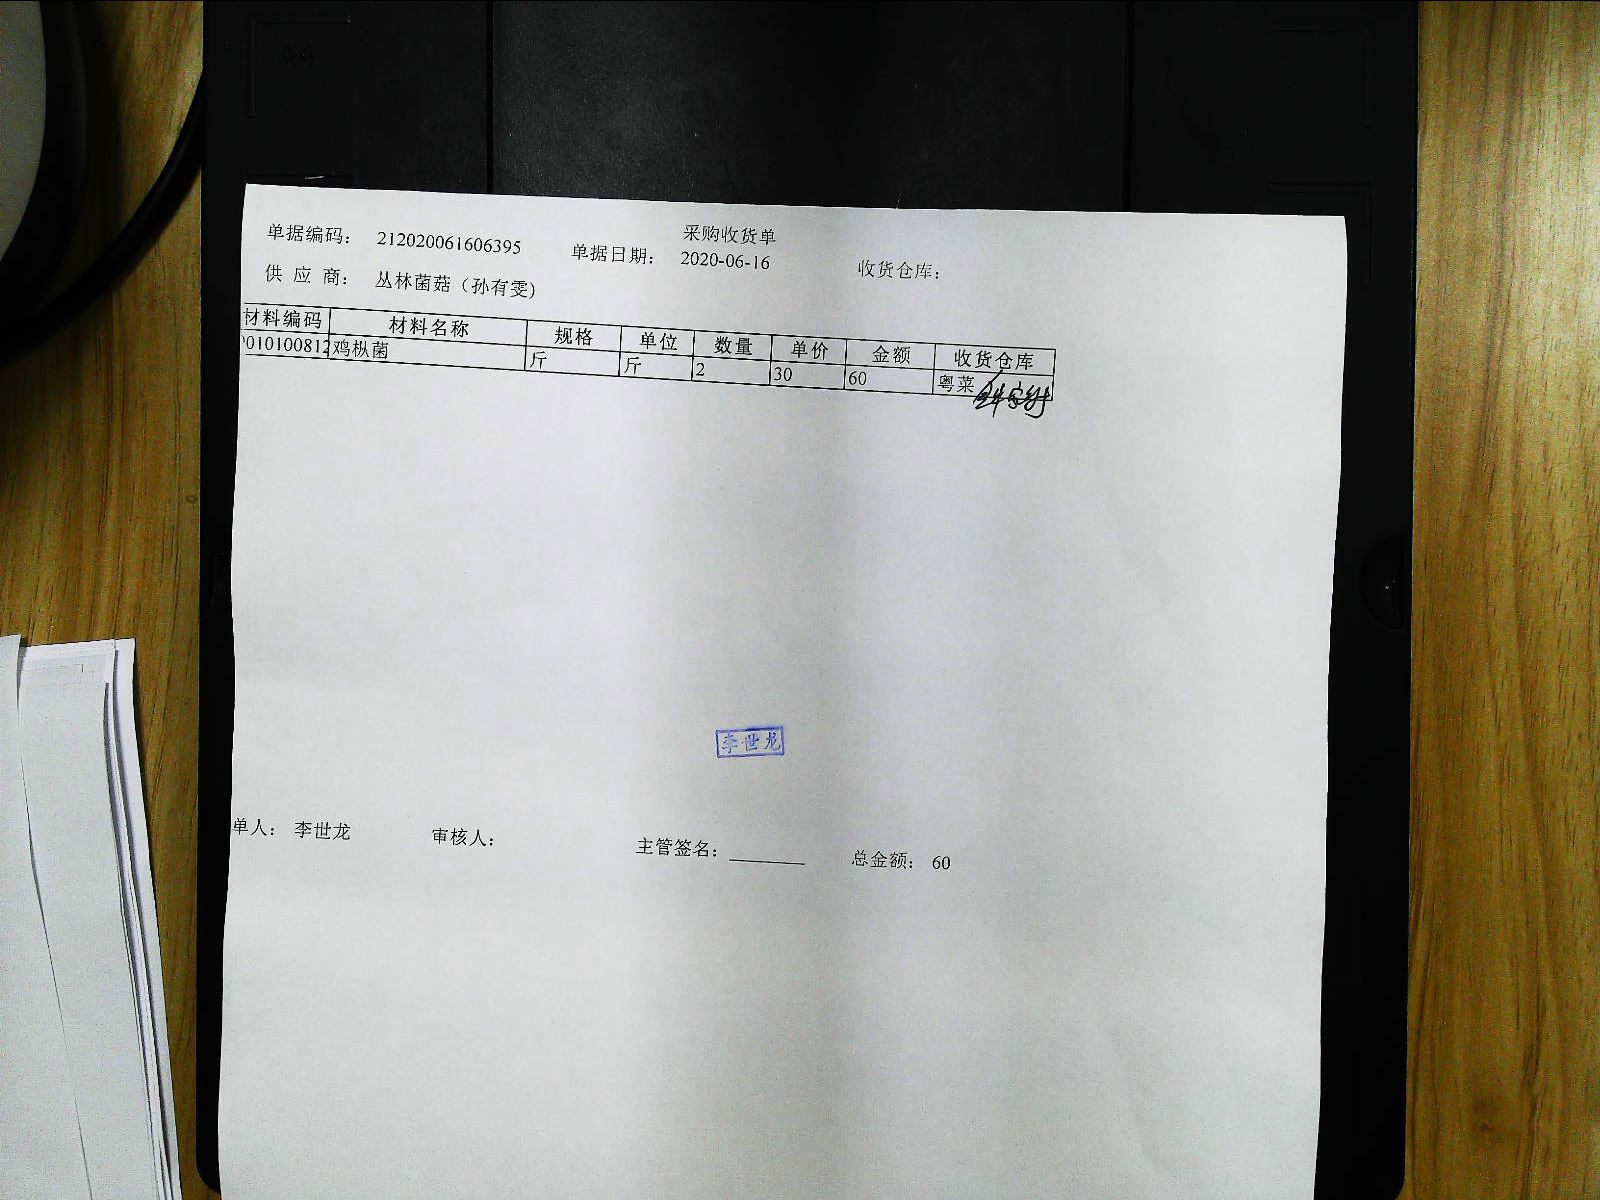 采购收货单
单据编码： 212020061606395 单据日期： 2020-06-16 收货仓库：
供 应 商： 丛林菌菇（孙有雯）
材料编码 材料名称 规格 单位 数量 单价 金额 收货仓库
010100812 鸡枞菌 斤 斤 2 30 60 粤菜
李世龙
单人： 李世龙 审核人： 主管签名： 总金额： 60